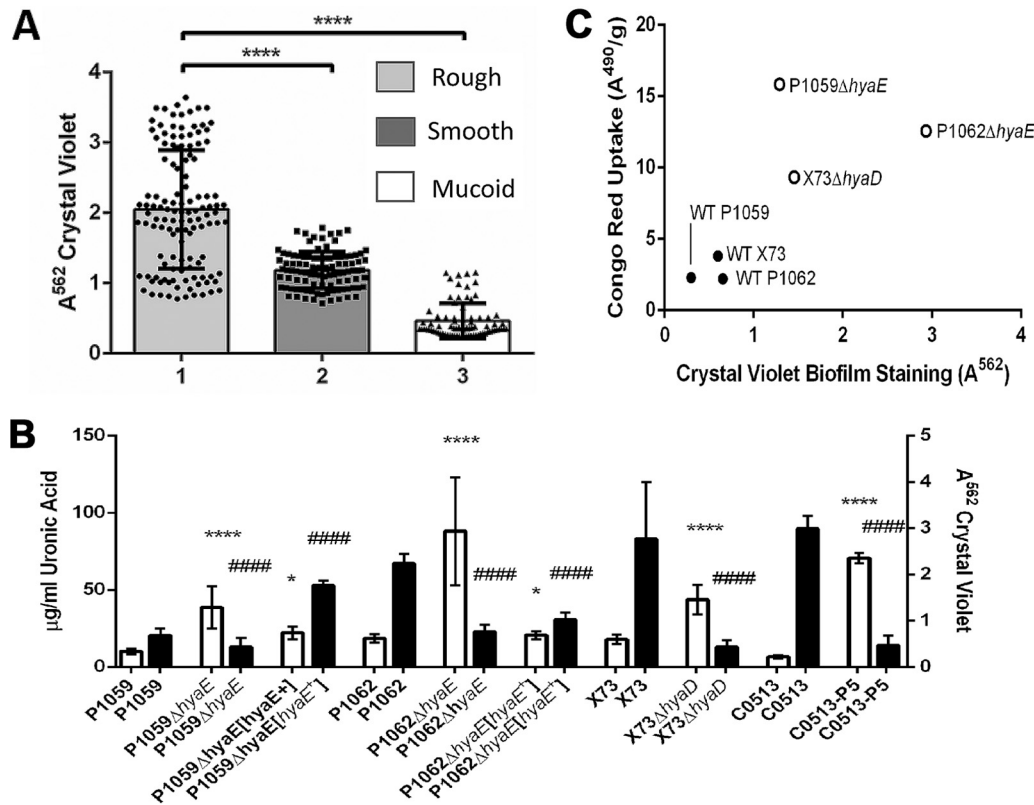 A
****
****
A562 Crystal Violet
4
3
2
1
0
Rough
Smooth
Mucoid
1 2 3
C
Congo Red Uptake (A490/g)
20
15
10
5
0
P1059ΔhyaE
P1062ΔhyaE
X73ΔhyaD
WT P1059
WT X73
WT P1062
0 1 2 3 4
Crystal Violet Biofilm Staining (A562)
B
µg/ml Uronic Acid
150
100
50
0
****
####
*
####
****
####
*
####
****
####
****
####
5
4
3
2
1
0
A562 Crystal Violet
P1059
P1059
P1059ΔhyaE
P1059ΔhyaE
P1059ΔhyaE[hyaE+]
P1059ΔhyaE[hyaE+]
P1062
P1062
P1062ΔhyaE
P1062ΔhyaE
P1062ΔhyaE[hyaE+]
P1062ΔhyaE[hyaE+]
X73
X73
X73ΔhyaD
X73ΔhyaD
C0513
C0513
C0513-P5
C0513-P5